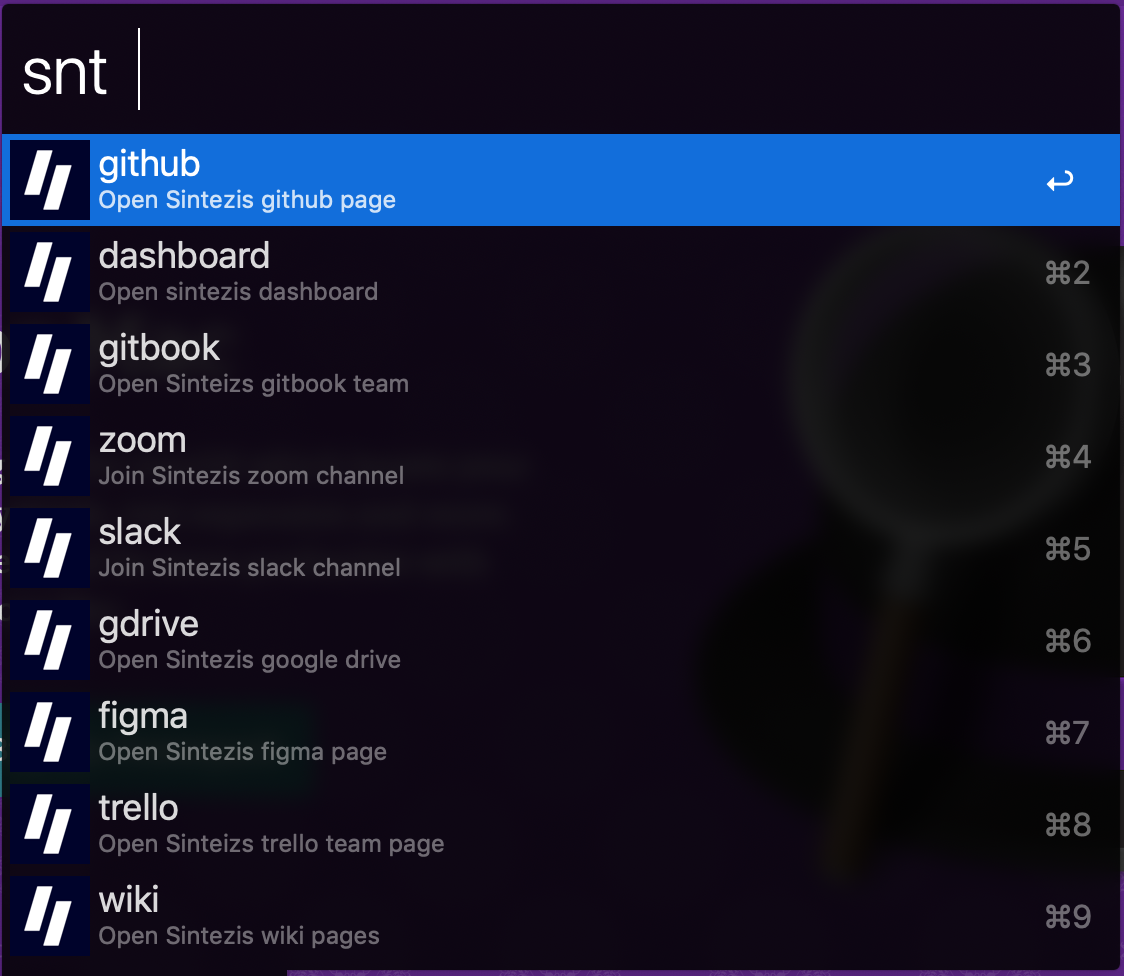 snt
github
Open Sintezis github page
↩
dashboard
Open sintezis dashboard
⌘2
gitbook
Open Sinteizs gitbook team
⌘3
zoom
Join Sintezis zoom channel
⌘4
slack
Join Sintezis slack channel
⌘5
gdrive
Open Sintezis google drive
⌘6
figma
Open Sintezis figma page
⌘7
trello
Open Sinteizs trello team page
⌘8
wiki
Open Sintezis wiki pages
⌘9